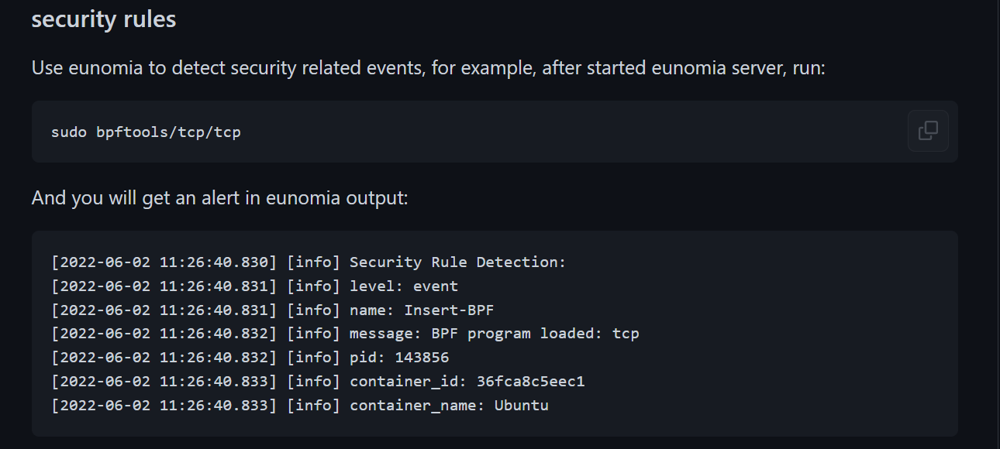 security rules
Use eunomia to detect security related events, for example, after started eunomia server, run:
sudo bpftools/tcp/tcp
And you will get an alert in eunomia output:
[2022-06-02 11:26:40.830] [info] Security Rule Detection:
[2022-06-02 11:26:40.831] [info] level: event
[2022-06-02 11:26:40.831] [info] name: Insert-BPF
[2022-06-02 11:26:40.832] [info] message: BPF program loaded: tcp
[2022-06-02 11:26:40.832] [info] pid: 143856
[2022-06-02 11:26:40.833] [info] container_id: 36fca8c5eec1
[2022-06-02 11:26:40.833] [info] container_name: Ubuntu